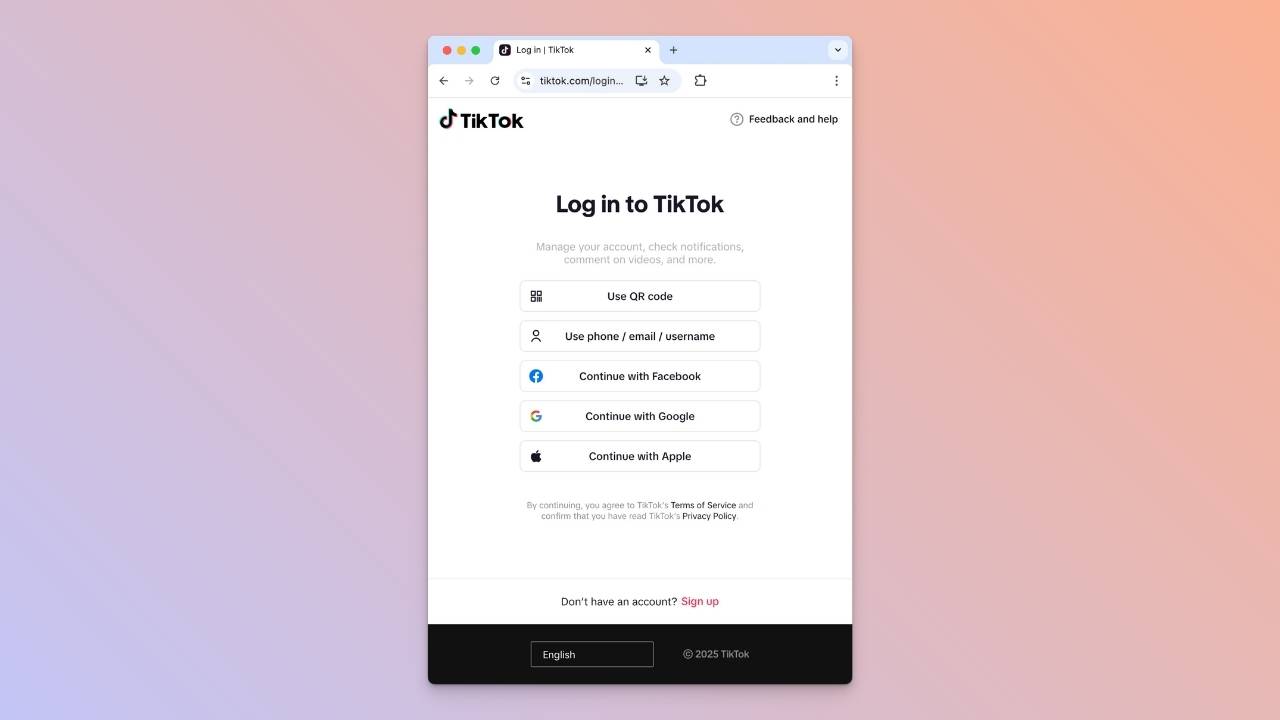 Log in | TikTok
tiktok.com/login...
TikTok
Feedback and help
Log in to TikTok
Manage your account, check notifications,
comment on videos, and more.
Use QR code
Use phone / email / username
Continue with Facebook
Continue with Google
Continue with Apple
By continuing, you agree to TikTok's Terms of Service and
confirm that you have read TikTok's Privacy Policy.
Don't have an account? Sign up
English
© 2025 TikTok